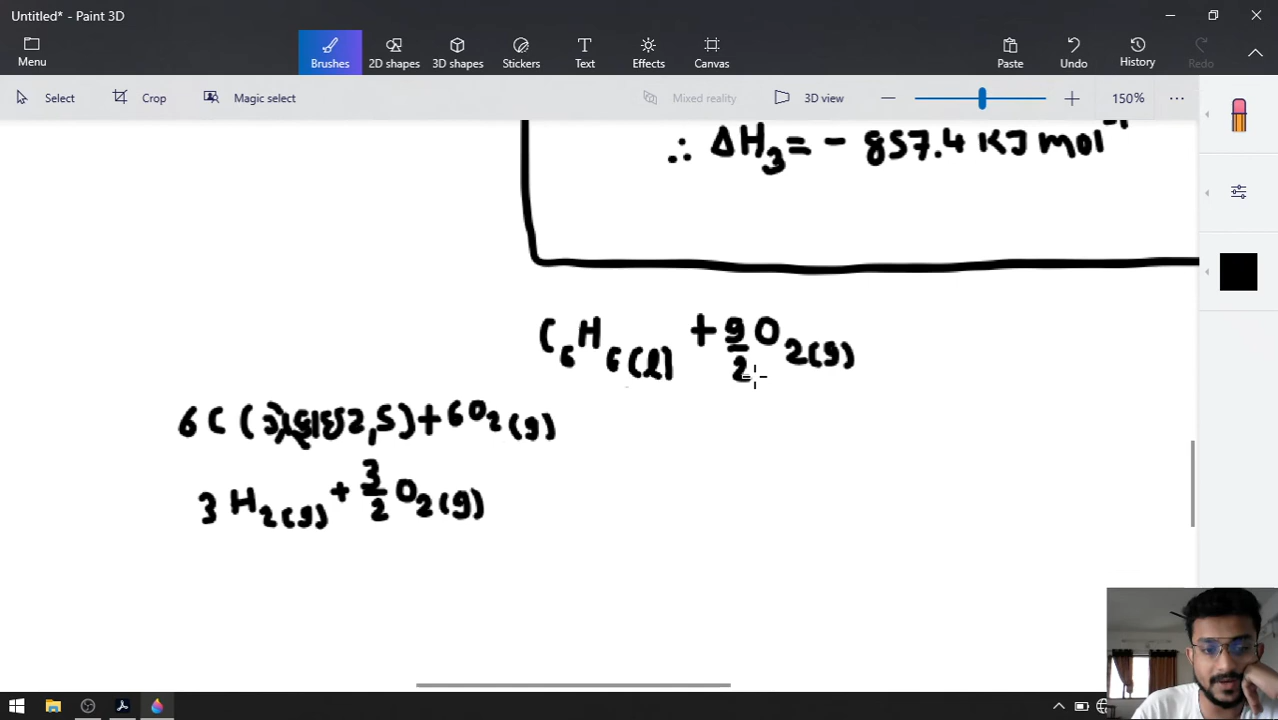 Untitled* - Paint 3D
Menu
Brushes
2D shapes
3D shapes
Stickers
Text
Effects
Canvas
Paste
Undo
History
Redo
Select
Crop
Magic select
Mixed reality
3D view
150%
∴ ΔH₃ = - 857.4 KJ mol⁻¹
C₆H₆(l) + 9/2 O₂(g)
6 C ( , S) + 6O₂(g)
3 H₂(g) + 3/2 O₂(g)